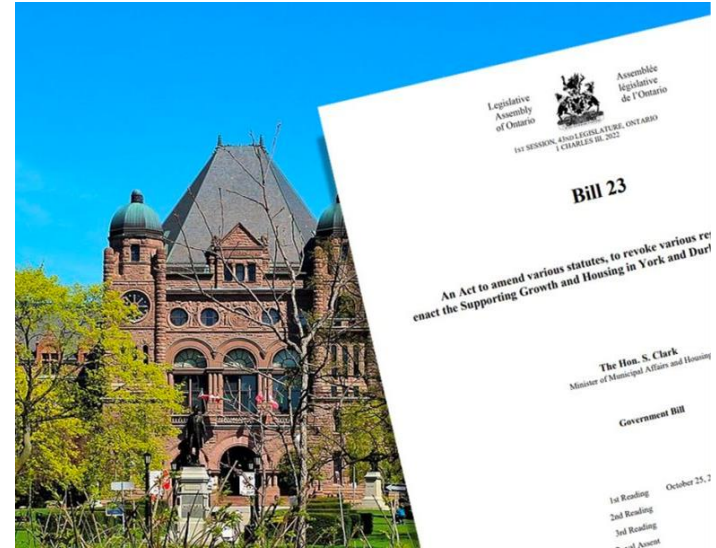 Legislative
Assembly
of Ontario
Assemblée
législative
de l'Ontario
1ST SESSION, 43RD LEGISLATURE, ONTARIO
1 CHARLES III, 2022
Bill 23
An Act to amend various statutes, to revoke various
enact the Supporting Growth and Housing in York and
The Hon. S. Clark
Minister of Municipal Affairs and Housing
Government Bill
1st Reading October 25,
2nd Reading
3rd Reading
Royal Assent